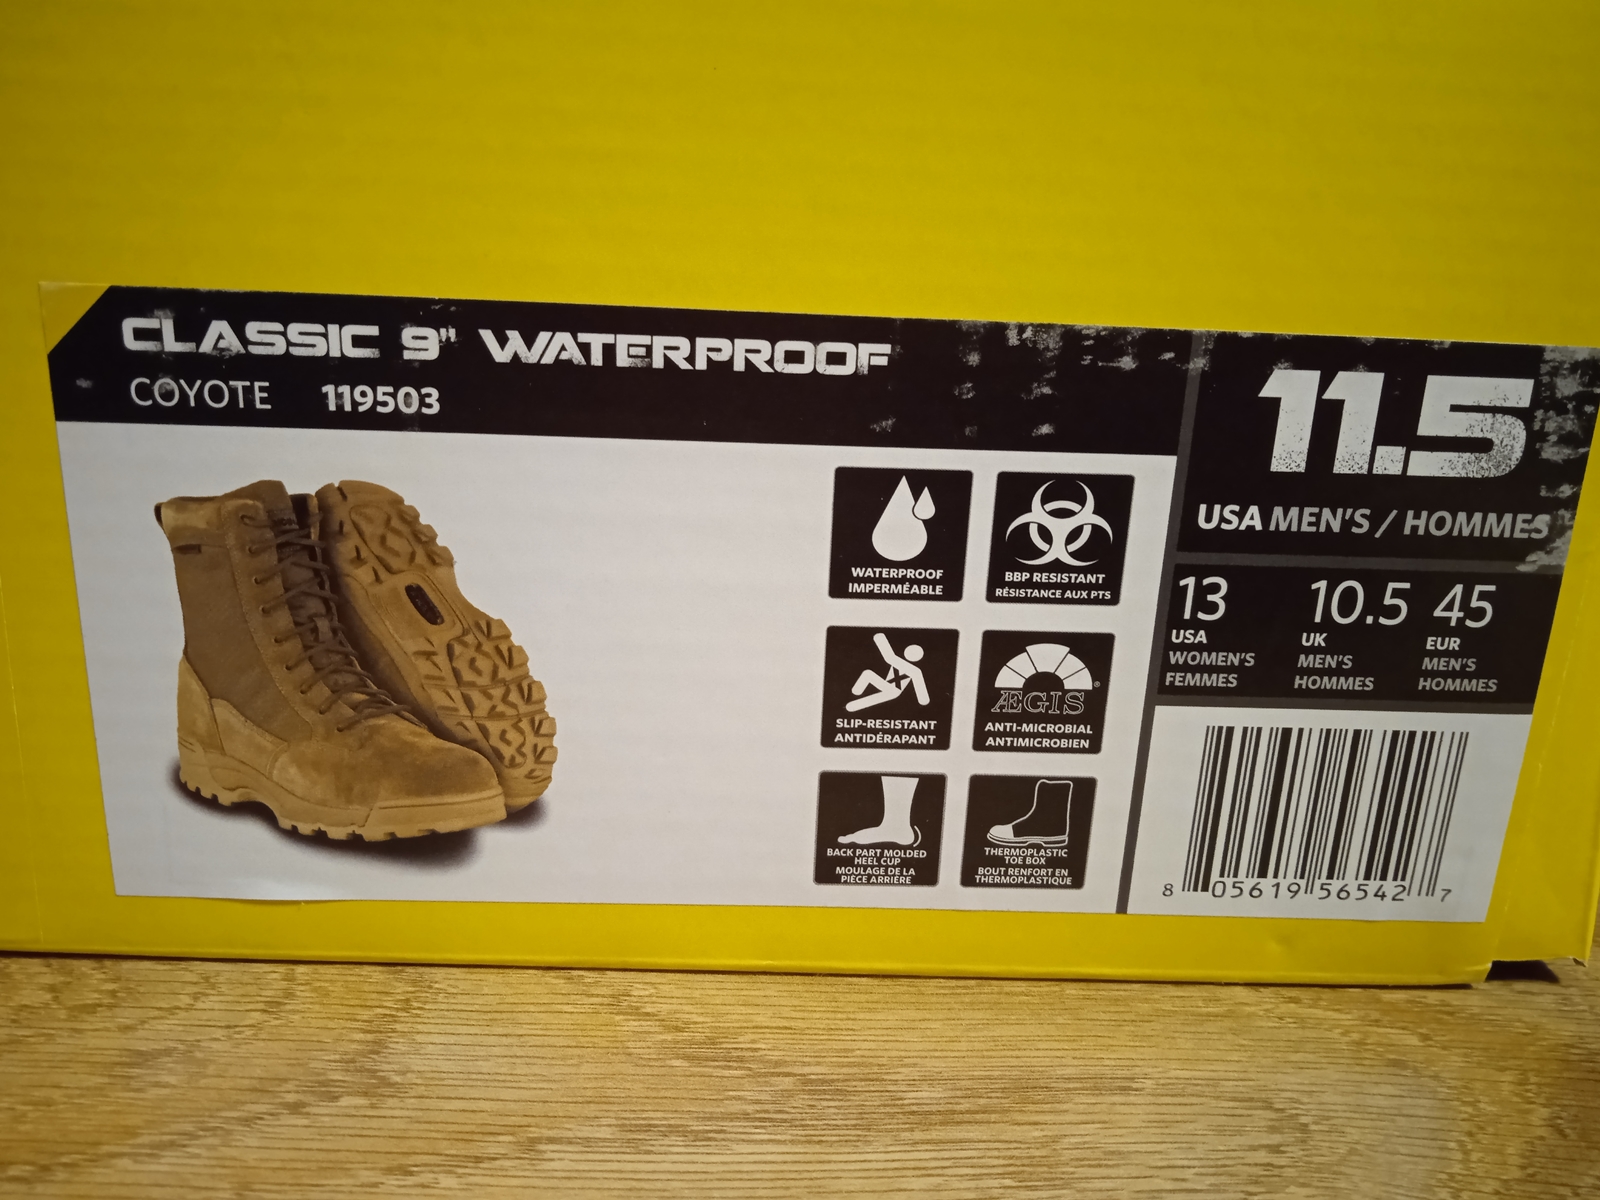 CLASSIC 9" WATERPROOF
COYOTE 119503
11.5
USA MEN'S / HOMMES
13
USA
WOMEN'S
FEMMES
10.5
UK
MEN'S
HOMMES
45
EUR
MEN'S
HOMMES
WATERPROOF
IMPERMÉABLE
BBP RESISTANT
RÉSISTANCE AUX PTS
SLIP-RESISTANT
ANTIDÉRAPANT
ÆGIS®
ANTI-MICROBIAL
ANTIMICROBIEN
BACK PART MOLDED
HEEL CUP
MOULAGE DE LA
PIÈCE ARRIÈRE
THERMOPLASTIC
TOE BOX
BOUT RENFORT EN
THERMOPLASTIQUE
8 05619 56542 7